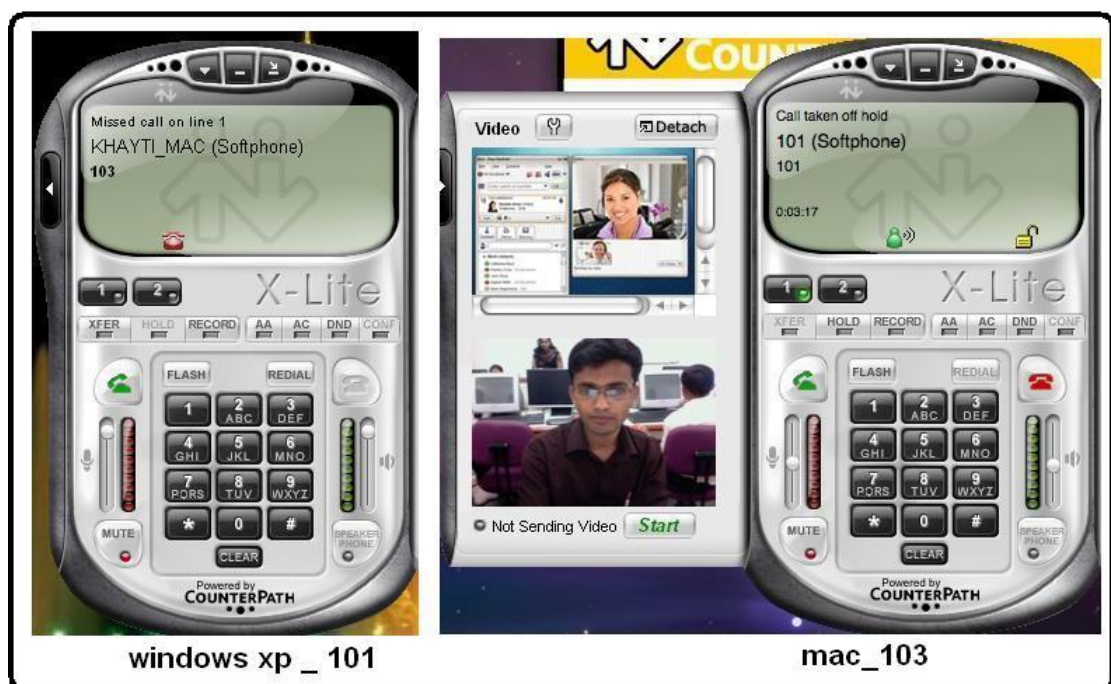 Missed call on line 1
KHAYTI_MAC (Softphone)
103
1 2
X-Lite
XFER HOLD RECORD AA AC DND CONF
FLASH REDIAL
1 2 ABC 3 DEF
4 GHI 5 JKL 6 MNO
7 PQRS 8 TUV 9 WXYZ
* 0 #
MUTE
SPEAKER
PHONE
CLEAR
Powered by
COUNTERPATH
windows xp _ 101
COUN
Video
Detach
Not Sending Video Start
Call taken off hold
101 (Softphone)
101
0:03:17
1 2
X-Lite
XFER HOLD RECORD AA AC DND CONF
FLASH REDIAL
1 2 ABC 3 DEF
4 GHI 5 JKL 6 MNO
7 PQRS 8 TUV 9 WXYZ
* 0 #
MUTE
SPEAKER
PHONE
CLEAR
Powered by
COUNTERPATH
mac_103